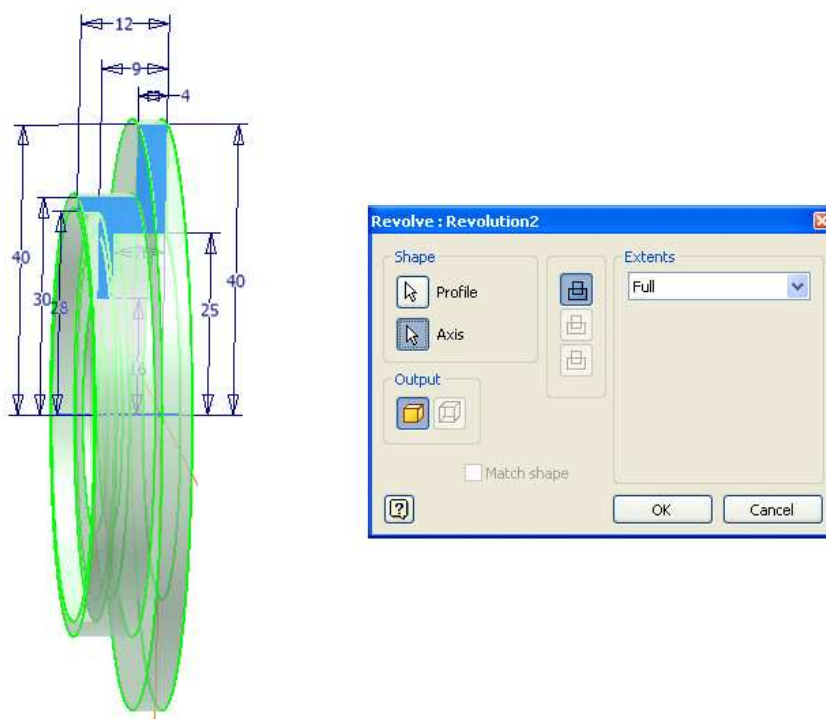 12
9
4
40
30
28
16
25
40
Revolve : Revolution2
Shape
Profile
Axis
Output
Match shape
Extents
Full
?
OK
Cancel